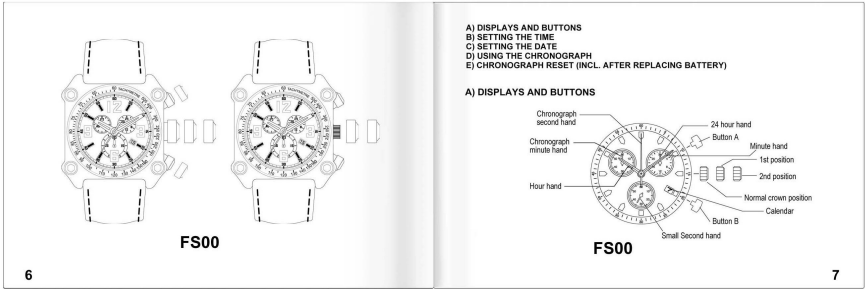 FS00
6
A) DISPLAYS AND BUTTONS
B) SETTING THE TIME
C) SETTING THE DATE
D) USING THE CHRONOGRAPH
E) CHRONOGRAPH RESET (INCL. AFTER REPLACING BATTERY)
A) DISPLAYS AND BUTTONS
Chronograph
second hand
Chronograph
minute hand
Hour hand
24 hour hand
Button A
Minute hand
1st position
2nd position
Normal crown position
Calendar
Button B
Small Second hand
FS00
7